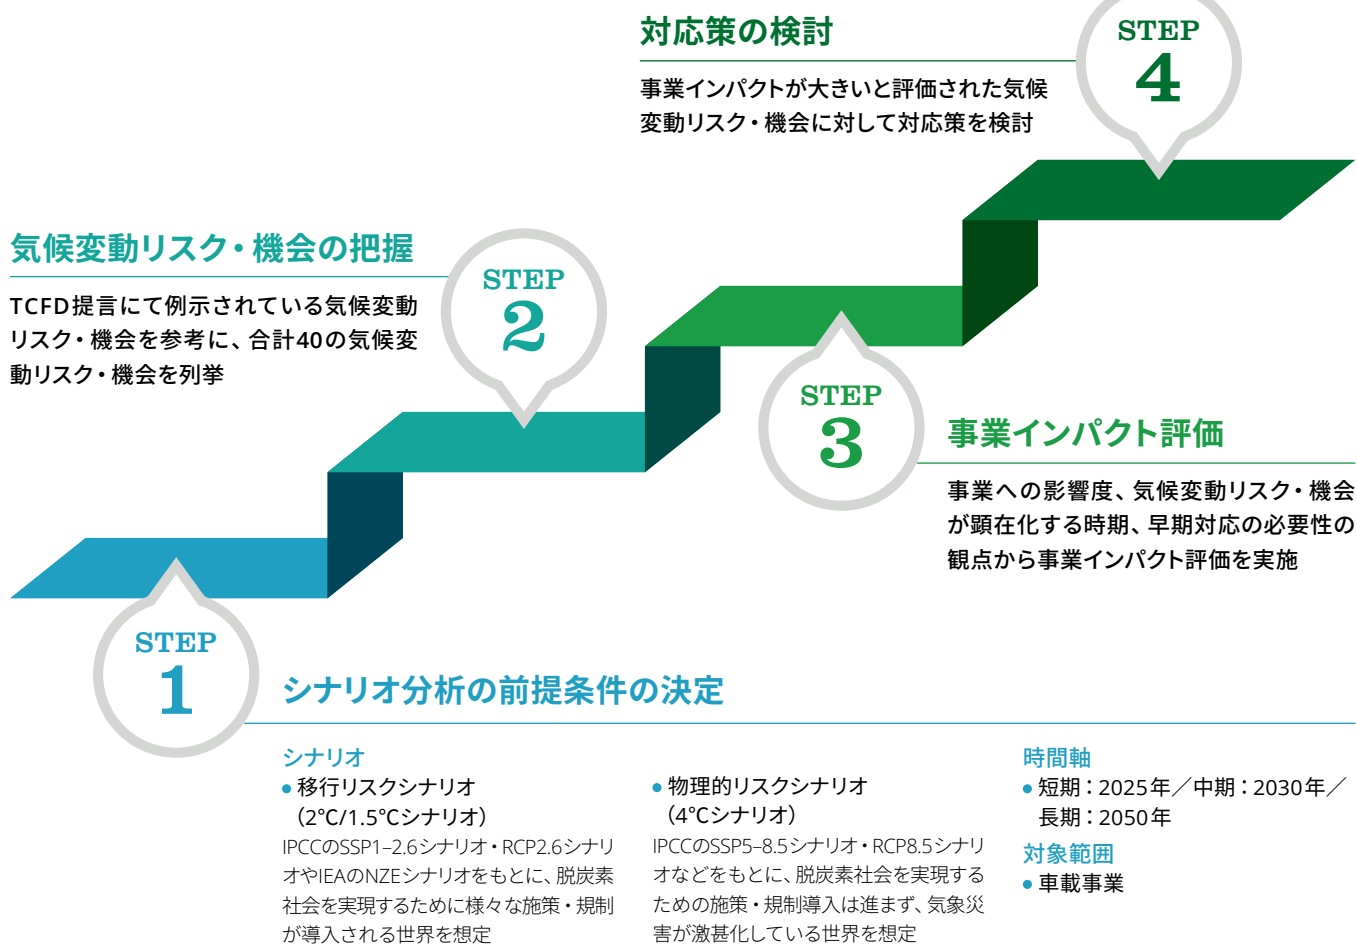 対応策の検討
事業インパクトが大きいと評価された気候
変動リスク・機会に対して対応策を検討
STEP
4
気候変動リスク・機会の把握
TCFD提言にて例示されている気候変動
リスク・機会を参考に、合計40の気候変
動リスク・機会を列挙
STEP
2
STEP
3
事業インパクト評価
事業への影響度、気候変動リスク・機会
が顕在化する時期、早期対応の必要性の
観点から事業インパクト評価を実施
STEP
1
シナリオ分析の前提条件の決定
シナリオ
● 移行リスクシナリオ
（2℃/1.5℃シナリオ）
IPCCのSSP1–2.6シナリオ・RCP2.6シナリ
オやIEAのNZEシナリオをもとに、脱炭素
社会を実現するために様々な施策・規制
が導入される世界を想定
● 物理的リスクシナリオ
（4℃シナリオ）
IPCCのSSP5–8.5シナリオ・RCP8.5シナリ
オなどをもとに、脱炭素社会を実現する
ための施策・規制導入は進まず、気象災
害が激甚化している世界を想定
時間軸
● 短期：2025年／中期：2030年／
長期：2050年
対象範囲
● 車載事業